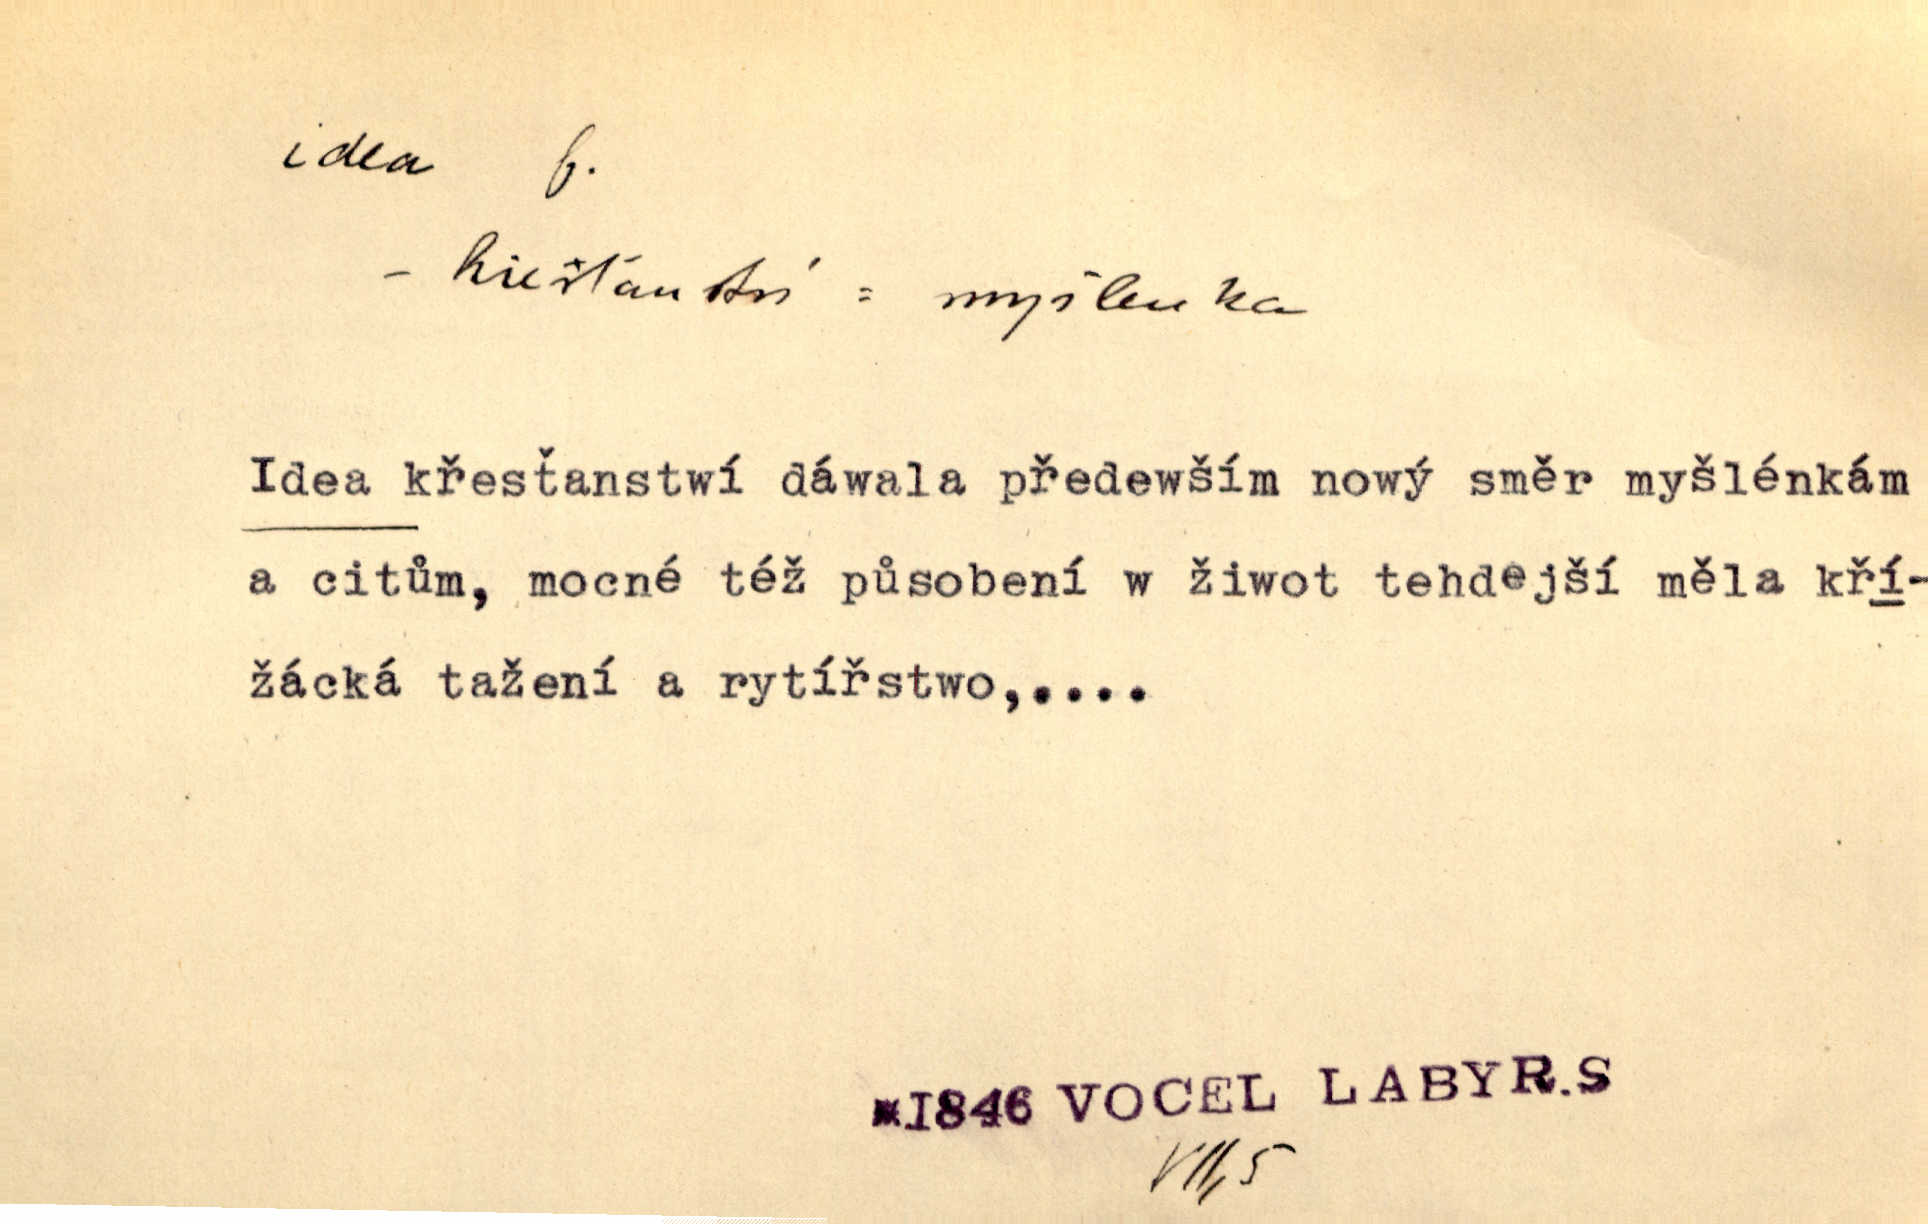 idea f.
- křesťanství = myšlenka
Idea křesťanstwí dáwala předewším nowý směr myšlénkám
a citům, mocné též působení w žiwot tehdejší měla kří-
žácká tažení a rytířstwo,....
*1846 VOCEL LABYR.S
VII,5